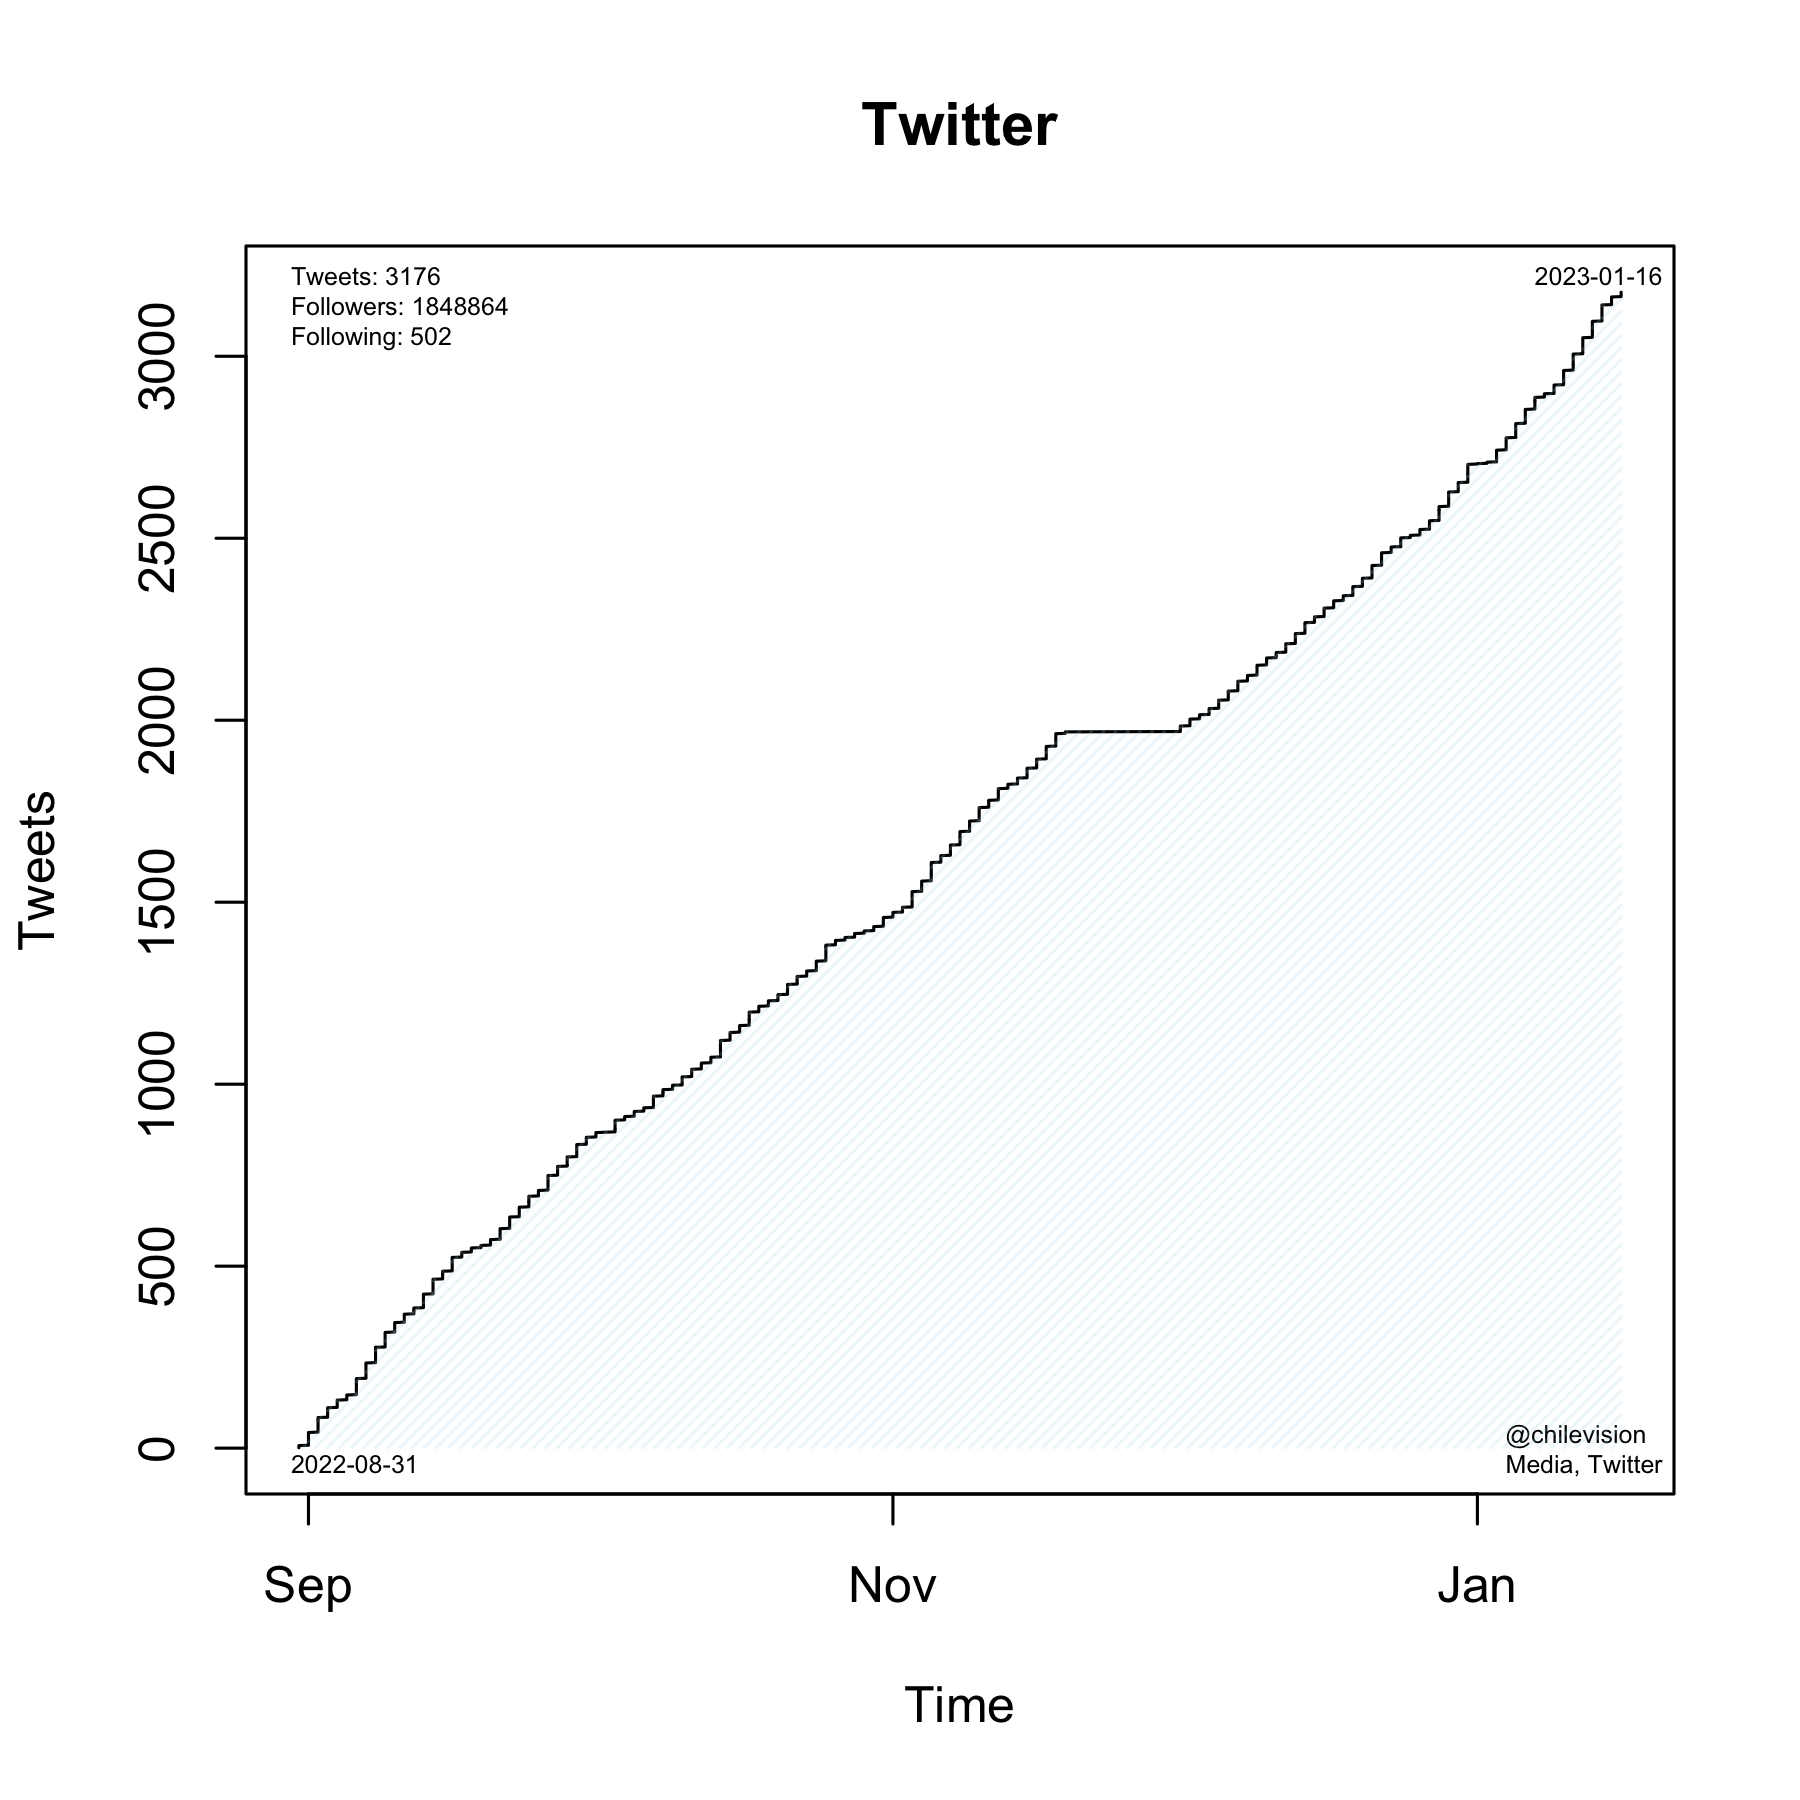 Twitter
Tweets: 3176
Followers: 1848864
Following: 502
2023-01-16
3000
2500
2000
1500
1000
500
0
Tweets
2022-08-31
@chilevision
Media, Twitter
Sep
Nov
Jan
Time